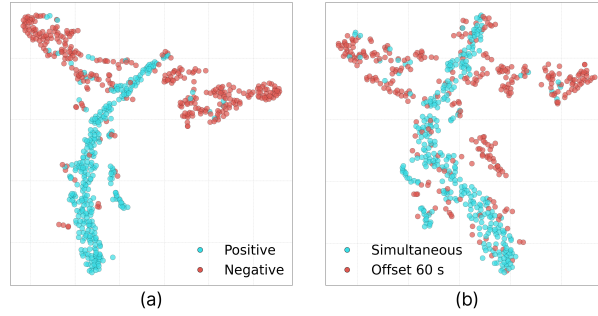 Positive
Negative
(a)
Simultaneous
Offset 60 s
(b)